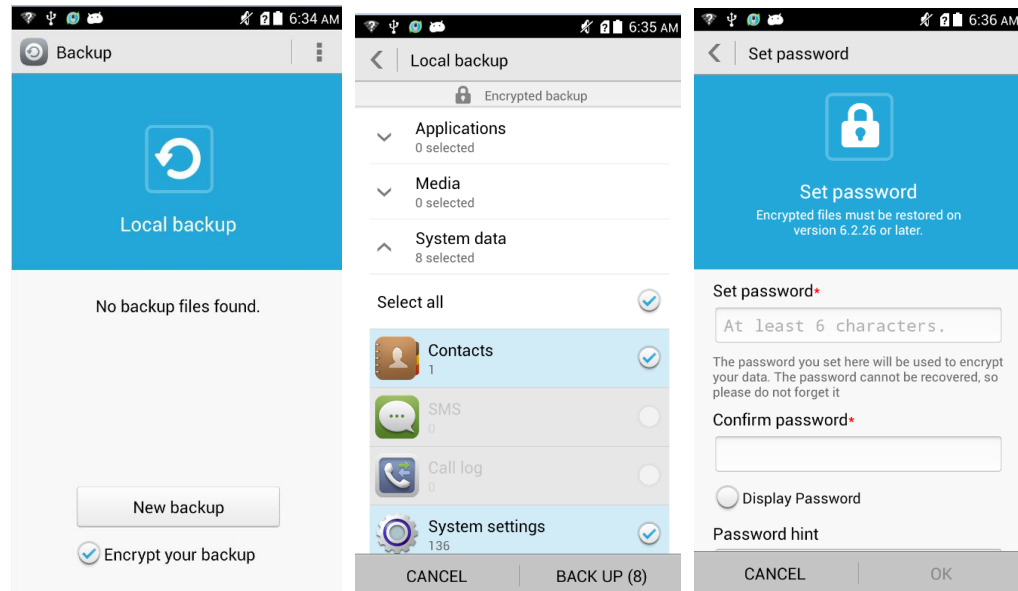 6:34 AM
Backup
Local backup
No backup files found.
New backup
Encrypt your backup
6:35 AM
Local backup
Encrypted backup
Applications
0 selected
Media
0 selected
System data
8 selected
Select all
Contacts
1
SMS
0
Call log
0
System settings
136
CANCEL
BACK UP (8)
6:36 AM
Set password
Set password
Encrypted files must be restored on
version 6.2.26 or later.
Set password*
At least 6 characters.
The password you set here will be used to encrypt
your data. The password cannot be recovered, so
please do not forget it
Confirm password*
Display Password
Password hint
CANCEL
OK